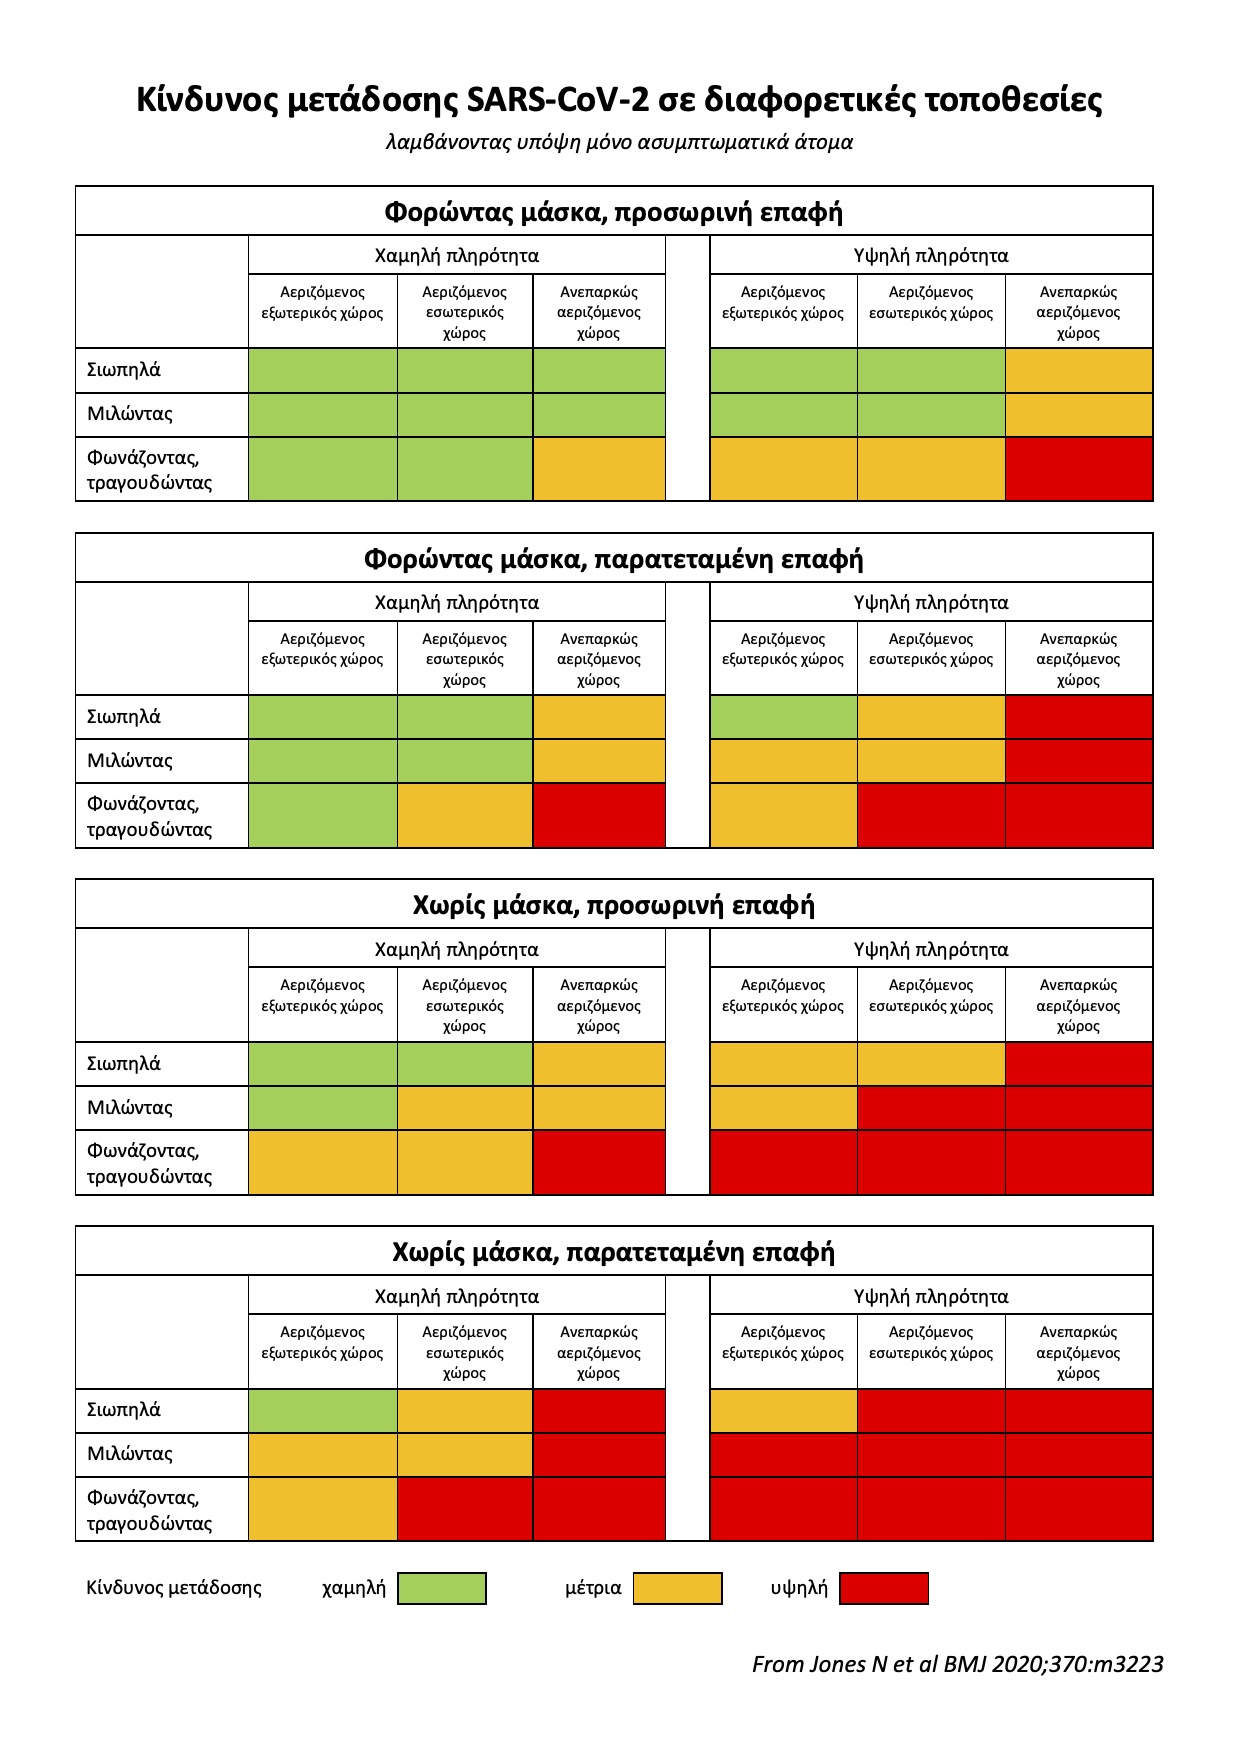 Κίνδυνος μετάδοσης SARS-CoV-2 σε διαφορετικές τοποθεσίες
λαμβάνοντας υπόψη μόνο ασυμπτωματικά άτομα
Φορώντας μάσκα, προσωρινή επαφή
Χαμηλή πληρότητα
Υψηλή πληρότητα
Αεριζόμενος
εξωτερικός χώρος
Αεριζόμενος
εσωτερικός
χώρος
Ανεπαρκώς
αεριζόμενος
χώρος
Αεριζόμενος
εξωτερικός χώρος
Αεριζόμενος
εσωτερικός χώρος
Ανεπαρκώς
αεριζόμενος
χώρος
Σιωπηλά
Μιλώντας
Φωνάζοντας,
τραγουδώντας
Φορώντας μάσκα, παρατεταμένη επαφή
Χαμηλή πληρότητα
Υψηλή πληρότητα
Αεριζόμενος
εξωτερικός χώρος
Αεριζόμενος
εσωτερικός
χώρος
Ανεπαρκώς
αεριζόμενος
χώρος
Αεριζόμενος
εξωτερικός χώρος
Αεριζόμενος
εσωτερικός χώρος
Ανεπαρκώς
αεριζόμενος
χώρος
Σιωπηλά
Μιλώντας
Φωνάζοντας,
τραγουδώντας
Χωρίς μάσκα, προσωρινή επαφή
Χαμηλή πληρότητα
Υψηλή πληρότητα
Αεριζόμενος
εξωτερικός χώρος
Αεριζόμενος
εσωτερικός
χώρος
Ανεπαρκώς
αεριζόμενος
χώρος
Αεριζόμενος
εξωτερικός χώρος
Αεριζόμενος
εσωτερικός χώρος
Ανεπαρκώς
αεριζόμενος
χώρος
Σιωπηλά
Μιλώντας
Φωνάζοντας,
τραγουδώντας
Χωρίς μάσκα, παρατεταμένη επαφή
Χαμηλή πληρότητα
Υψηλή πληρότητα
Αεριζόμενος
εξωτερικός χώρος
Αεριζόμενος
εσωτερικός
χώρος
Ανεπαρκώς
αεριζόμενος
χώρος
Αεριζόμενος
εξωτερικός χώρος
Αεριζόμενος
εσωτερικός χώρος
Ανεπαρκώς
αεριζόμενος
χώρος
Σιωπηλά
Μιλώντας
Φωνάζοντας,
τραγουδώντας
Κίνδυνος μετάδοσης χαμηλή μέτρια υψηλή
From Jones N et al BMJ 2020;370:m3223